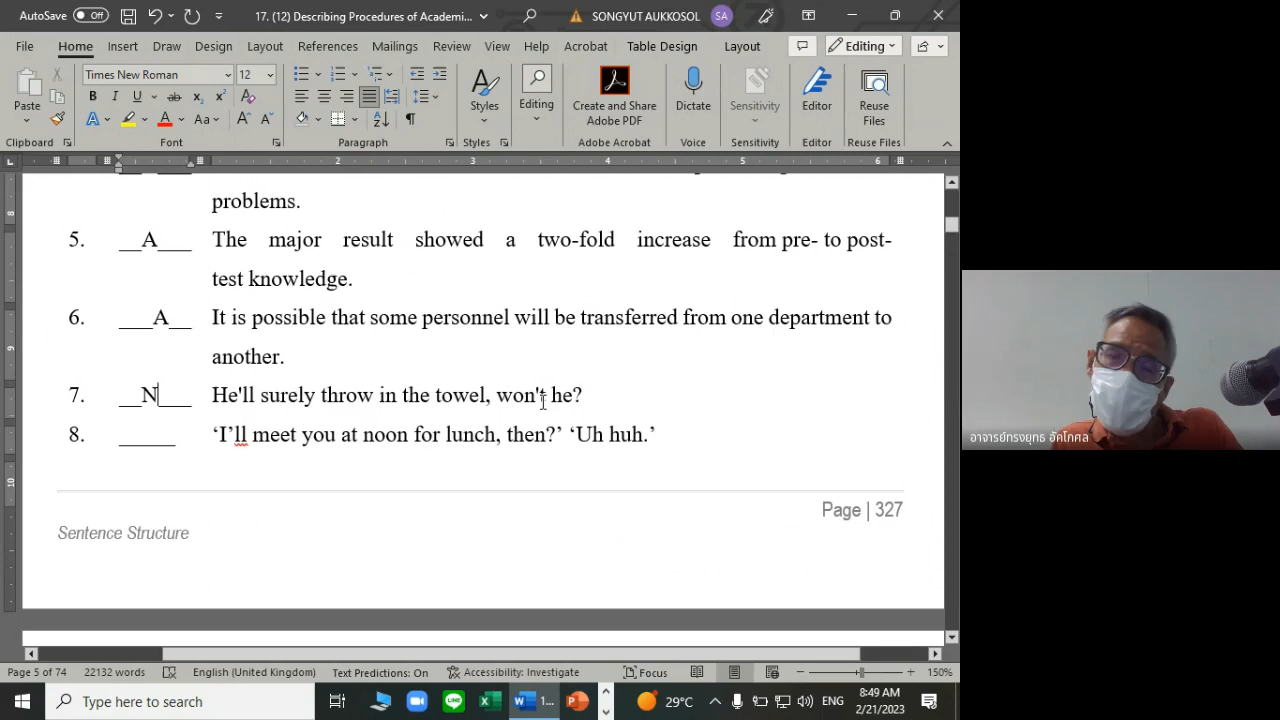 AutoSave Off 17. (12) Describing Procedures of Academi... SONGYUT AUKKOSOL SA
File Home Insert Draw Design Layout References Mailings Review View Help Acrobat Table Design Layout Editing
Times New Roman 12
Paste Styles Editing Create and Share Adobe PDF Dictate Sensitivity Editor Reuse Files
Clipboard Font Paragraph Styles Adobe Acrobat Voice Sensitivity Editor Reuse Files
2 3 4 5 6
problems.
5. __A___ The major result showed a two-fold increase from pre- to post-
test knowledge.
6. ___A__ It is possible that some personnel will be transferred from one department to
another.
7. __N___ He'll surely throw in the towel, won't he?
8. _____ ‘I’ll meet you at noon for lunch, then?’ ‘Uh huh.’
Page | 327
Sentence Structure
อาจารย์ทรงยุทธ อัคโกศล
Page 5 of 74 22132 words English (United Kingdom) Text Predictions: On Accessibility: Investigate Focus 150%
Type here to search 1... 29°C ENG 8:49 AM
2/21/2023